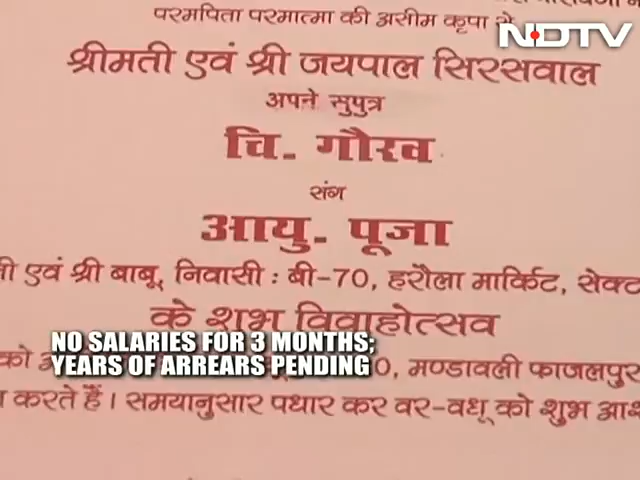 परमपिता परमात्मा की असीम कृपा से
NDTV
श्रीमती एवं श्री जयपाल सिरसवाल
अपने सुपुत्र
चि. गौरव
संग
आयु. पूजा
एवं श्री बाबू, निवासी : बी-70, हरौला मार्किट,
के शुभ विवाहोत्सव
NO SALARIES FOR 3 MONTHS;
YEARS OF ARREARS PENDING
को मण्डावली फाजलपुर
करते हैं। समयानुसार पधार कर वर-वधू को शुभ